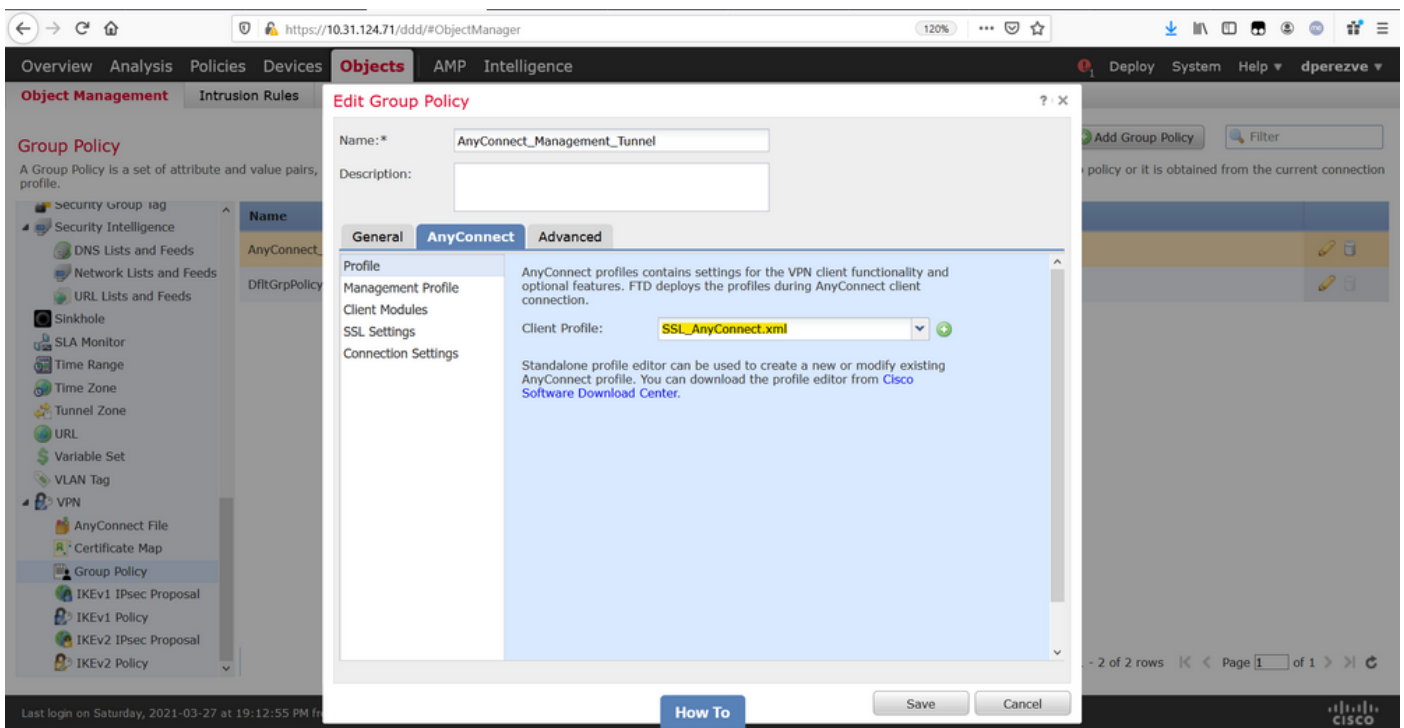 https://10.31.124.71/ddd/#ObjectManager
120%
Overview Analysis Policies Devices Objects AMP Intelligence
1 Deploy System Help dperezve
Object Management Intrusion Rules
Group Policy
A Group Policy is a set of attribute and value pairs,
profile.
Add Group Policy
Filter
policy or it is obtained from the current connection
Security Group Tag
Security Intelligence
DNS Lists and Feeds
Network Lists and Feeds
URL Lists and Feeds
Sinkhole
SLA Monitor
Time Range
Time Zone
Tunnel Zone
URL
Variable Set
VLAN Tag
VPN
AnyConnect File
Certificate Map
Group Policy
IKEv1 IPsec Proposal
IKEv1 Policy
IKEv2 IPsec Proposal
IKEv2 Policy
Name
AnyConnect_
DfltGrpPolicy
Edit Group Policy
? X
Name:* AnyConnect_Management_Tunnel
Description:
General AnyConnect Advanced
Profile
Management Profile
Client Modules
SSL Settings
Connection Settings
AnyConnect profiles contains settings for the VPN client functionality and
optional features. FTD deploys the profiles during AnyConnect client
connection.
Client Profile: SSL_AnyConnect.xml
Standalone profile editor can be used to create a new or modify existing
AnyConnect profile. You can download the profile editor from Cisco
Software Download Center.
- 2 of 2 rows |< < Page 1 of 1 > >|
Save Cancel
How To
Last login on Saturday, 2021-03-27 at 19:12:55 PM fr
CISCO